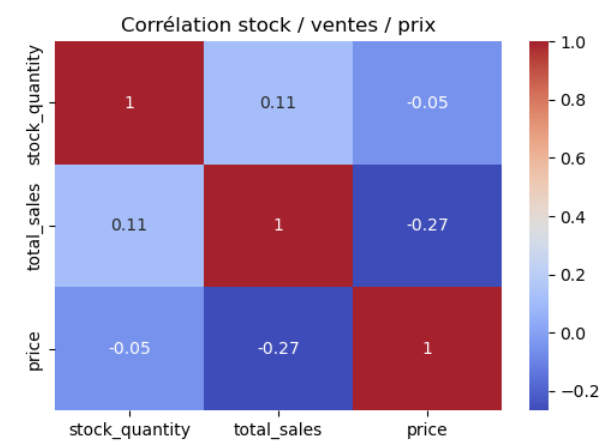 Corrélation stock / ventes / prix
stock_quantity
1
0.11
-0.05
total_sales
0.11
1
-0.27
price
-0.05
-0.27
1
stock_quantity
total_sales
price
1.0
0.8
0.6
0.4
0.2
0.0
−0.2